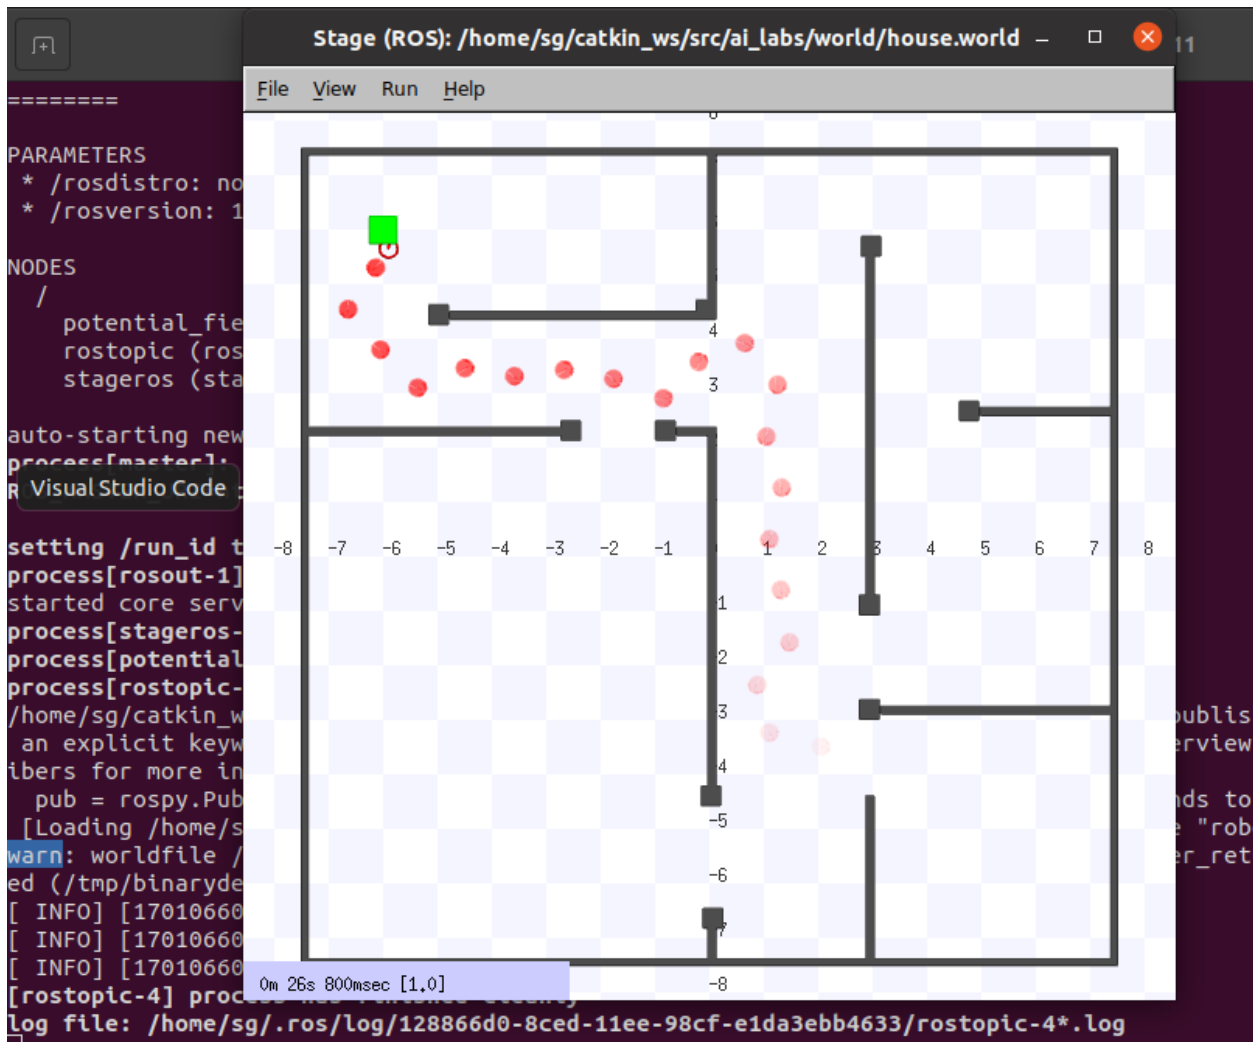 Stage (ROS): /home/sg/catkin_ws/src/ai_labs/world/house.world
11
File View Run Help
========
PARAMETERS
* /rosdistro: no
* /rosversion: 1
NODES
/
potential_fie
rostopic (ros
stageros (sta
auto-starting new
process[master]:
Visual Studio Code
setting /run_id t
process[rosout-1]
started core serv
process[stageros-
process[potential
process[rostopic-
/home/sg/catkin_w
publis
an explicit keyw
erview
ibers for more in
pub = rospy.Pub
nds to
[Loading /home/s
e "rob
warn: worldfile /
er_ret
ed (/tmp/binaryde
[ INFO] [17010660
[ INFO] [17010660
[ INFO] [17010660
[rostopic-4] proc
log file: /home/sg/.ros/log/128866d0-8ced-11ee-98cf-e1da3ebb4633/rostopic-4*.log
4
3
-8 -7 -6 -5 -4 -3 -2 -1 1 2 3 4 5 6 7 8
-1
-2
-3
-4
-5
-6
-7
-8
0m 26s 800msec [1.0]